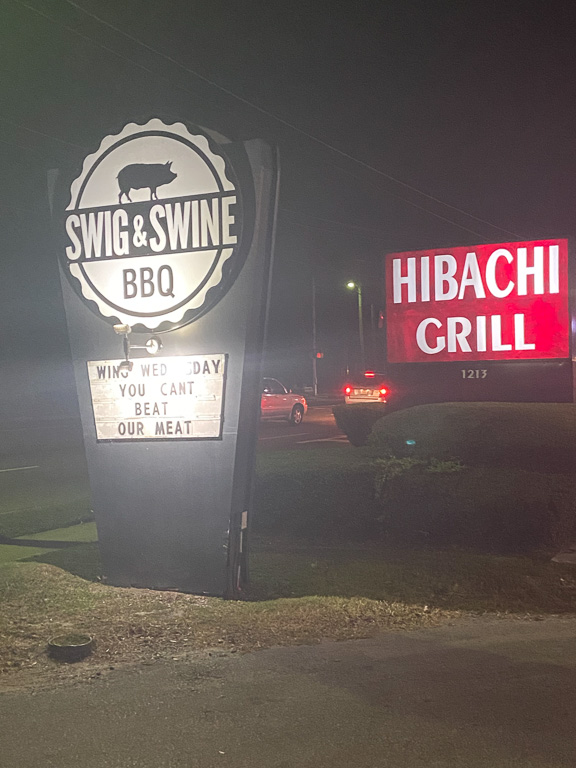 SWIG & SWINE
BBQ
YOU CANT
BEAT
OUR MEAT
HIBACHI
GRILL
1213